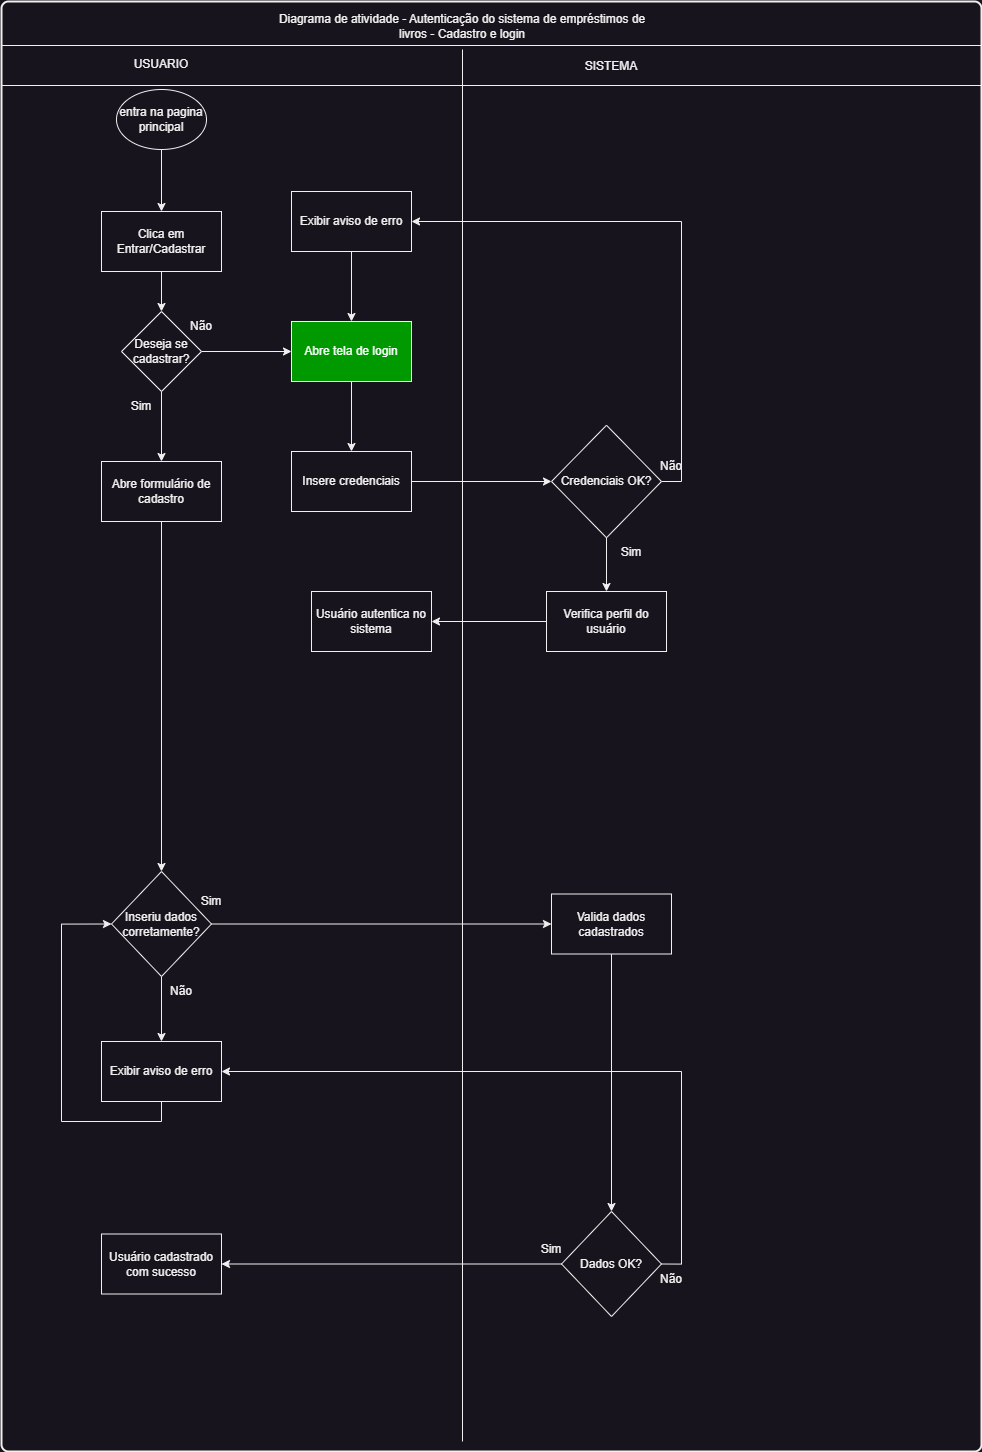 Diagrama de atividade - Autenticação do sistema de empréstimos de
livros - Cadastro e login
USUARIO
SISTEMA
entra na pagina
principal
Clica em
Entrar/Cadastrar
Exibir aviso de erro
Não
Deseja se
cadastrar?
Abre tela de login
Sim
Abre formulário de
cadastro
Insere credenciais
Credenciais OK?
Não
Sim
Usuário autentica no
sistema
Verifica perfil do
usuário
Sim
Inseriu dados
corretamente?
Valida dados
cadastrados
Não
Exibir aviso de erro
Usuário cadastrado
com sucesso
Sim
Dados OK?
Não